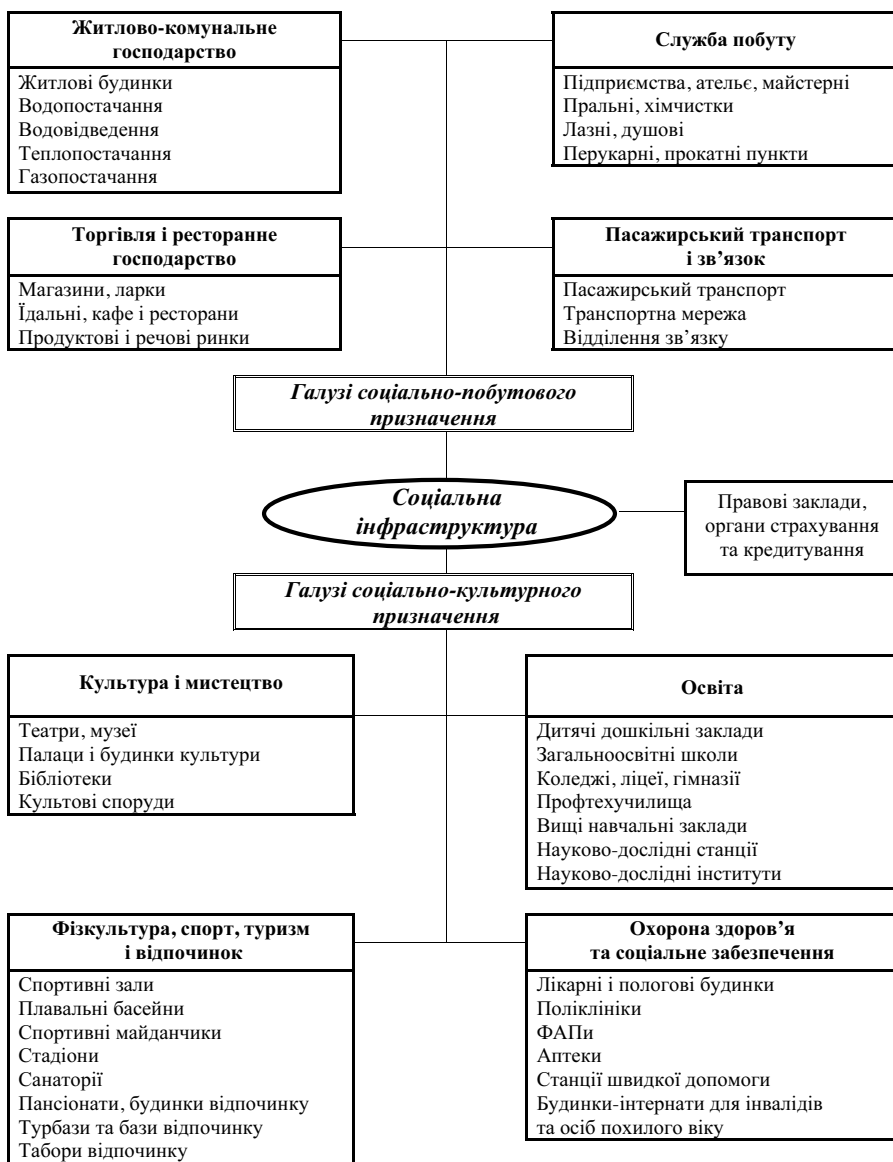 Житлово-комунальне
господарство
Житлові будинки
Водопостачання
Водовідведення
Теплопостачання
Газопостачання
Служба побуту
Підприємства, ательє, майстерні
Пральні, хімчистки
Лазні, душові
Перукарні, прокатні пункти
Торгівля і ресторанне
господарство
Магазини, ларки
Їдальні, кафе і ресторани
Продуктові і речові ринки
Пасажирський транспорт
і зв’язок
Пасажирський транспорт
Транспортна мережа
Відділення зв’язку
Галузі соціально-побутового
призначення
Соціальна
інфраструктура
Правові заклади,
органи страхування
та кредитування
Галузі соціально-культурного
призначення
Культура і мистецтво
Театри, музеї
Палаци і будинки культури
Бібліотеки
Культові споруди
Освіта
Дитячі дошкільні заклади
Загальноосвітні школи
Коледжі, ліцеї, гімназії
Профтехучилища
Вищі навчальні заклади
Науково-дослідні станції
Науково-дослідні інститути
Фізкультура, спорт, туризм
і відпочинок
Спортивні зали
Плавальні басейни
Спортивні майданчики
Стадіони
Санаторії
Пансіонати, будинки відпочинку
Турбази та бази відпочинку
Табори відпочинку
Охорона здоров’я
та соціальне забезпечення
Лікарні і пологові будинки
Поліклініки
ФАПи
Аптеки
Станції швидкої допомоги
Будинки-інтернати для інвалідів
та осіб похилого віку